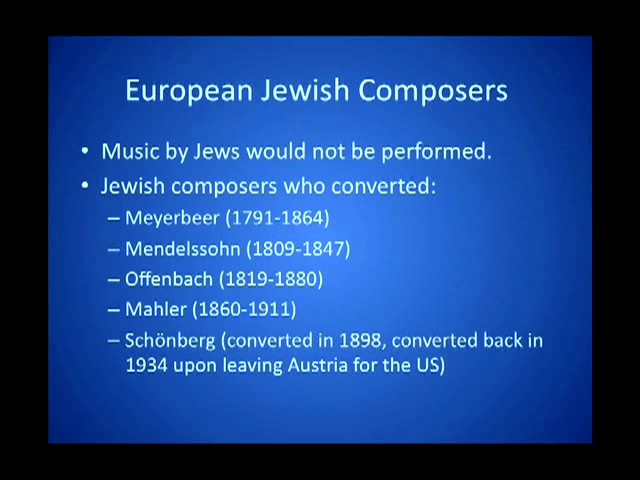 European Jewish Composers
• Music by Jews would not be performed.
• Jewish composers who converted:
– Meyerbeer (1791-1864)
– Mendelssohn (1809-1847)
– Offenbach (1819-1880)
– Mahler (1860-1911)
– Schönberg (converted in 1898, converted back in
1934 upon leaving Austria for the US)